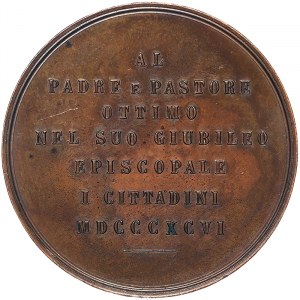 AL
PADRE E PASTORE
OTTIMO
NEL SUO GIUBILEO
EPISCOPALE
I CITTADINI
MDCCCXCVI